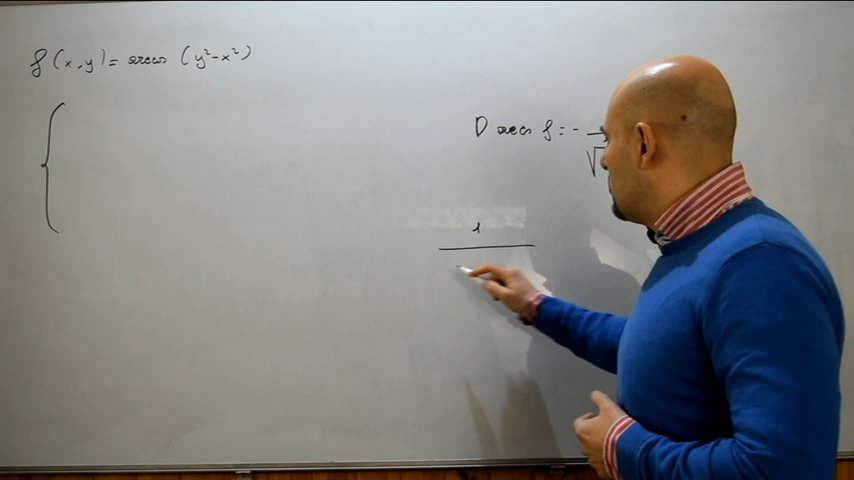 f(x,y)= arccos (y²-x²)
{
D arccos f = -
√
1